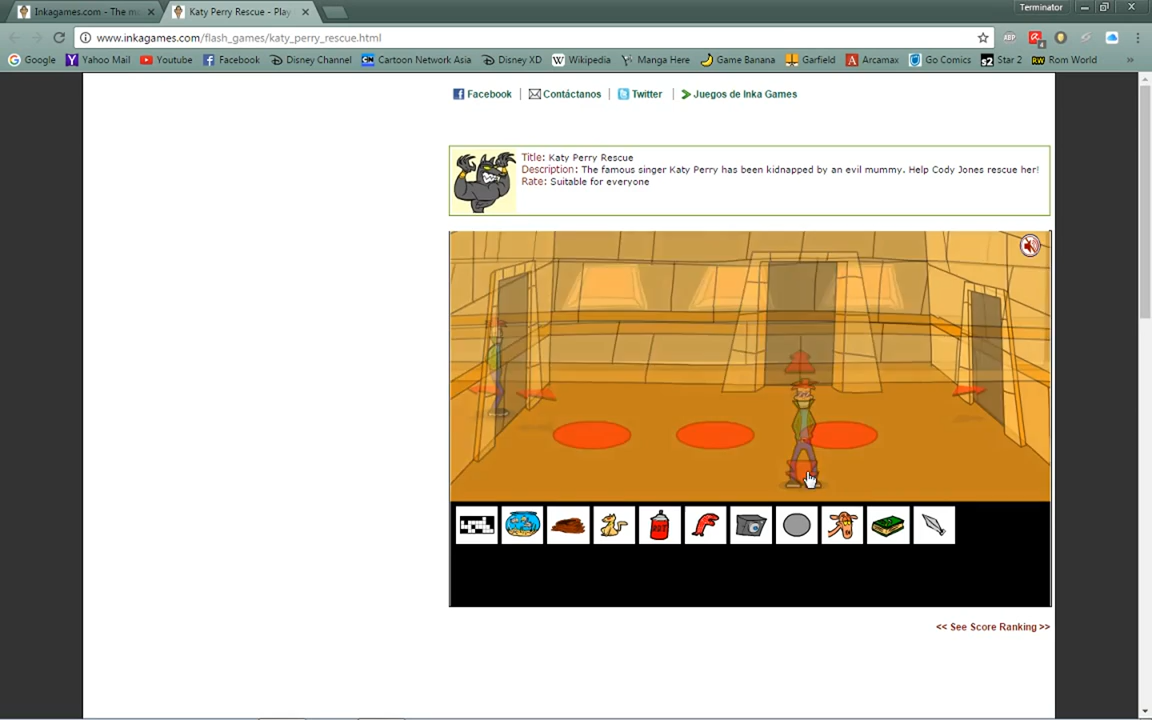 Inkagames.com - The m
Katy Perry Rescue - Play
Terminator
www.inkagames.com/flash_games/katy_perry_rescue.html
ABP
4
Google
Yahoo Mail
Youtube
Facebook
Disney Channel
Cartoon Network Asia
Disney XD
Wikipedia
Manga Here
Game Banana
Garfield
Arcamax
Go Comics
Star 2
Rom World
Facebook | Contáctanos | Twitter | Juegos de Inka Games
Title: Katy Perry Rescue
Description: The famous singer Katy Perry has been kidnapped by an evil mummy. Help Cody Jones rescue her!
Rate: Suitable for everyone
<< See Score Ranking >>